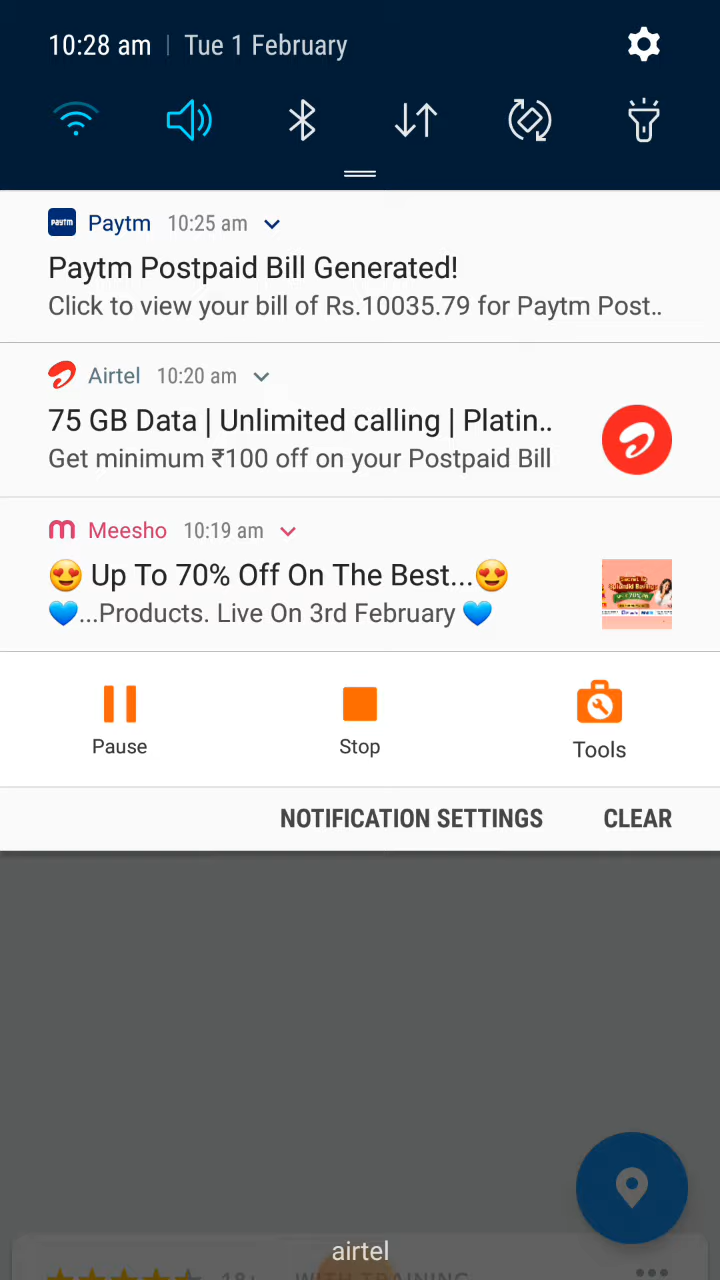 10:28 am | Tue 1 February
Paytm 10:25 am
Paytm Postpaid Bill Generated!
Click to view your bill of Rs.10035.79 for Paytm Post..
Airtel 10:20 am
75 GB Data | Unlimited calling | Platin..
Get minimum ₹100 off on your Postpaid Bill
Meesho 10:19 am
😍 Up To 70% Off On The Best...😍
💙...Products. Live On 3rd February 💙
Pause
Stop
Tools
NOTIFICATION SETTINGS
CLEAR
airtel
18+ WITH TRAINING